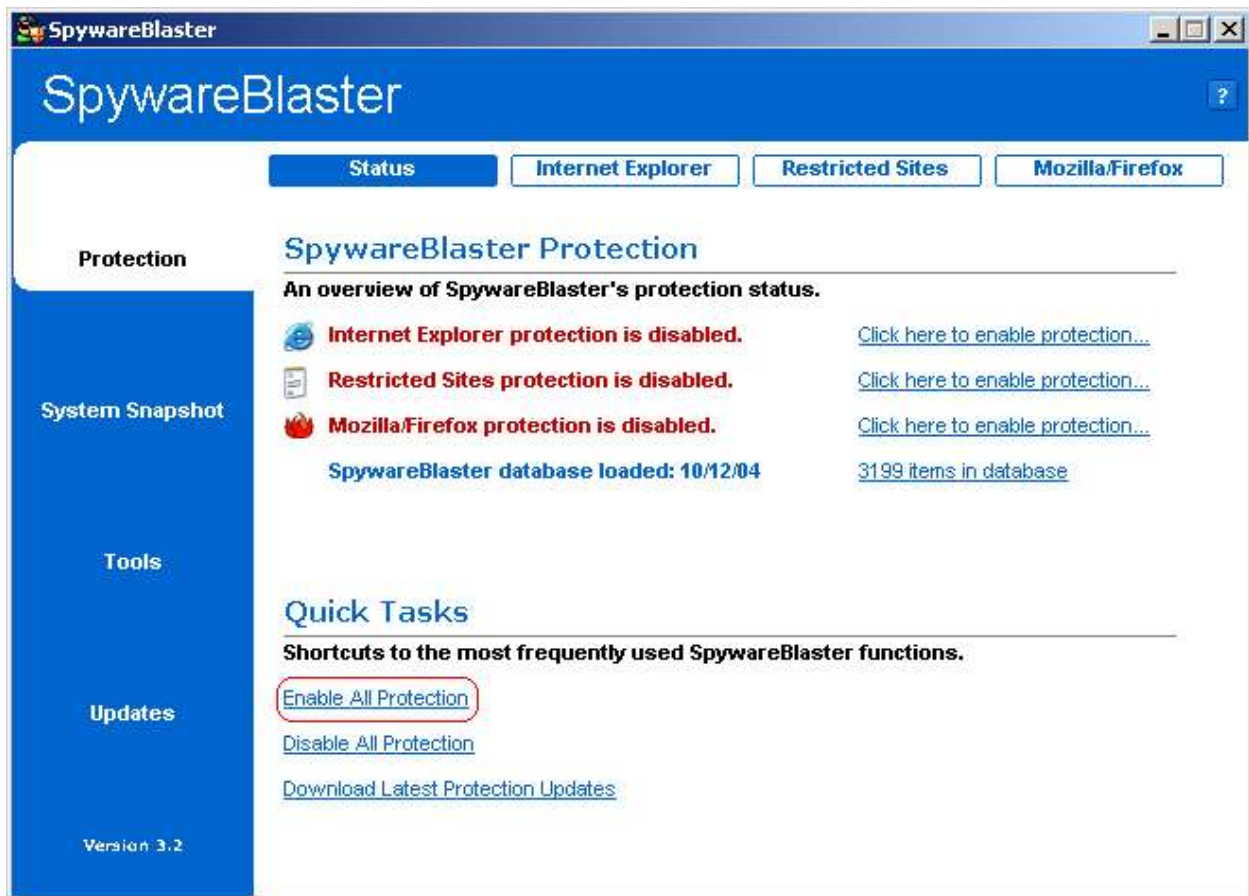 SpywareBlaster
SpywareBlaster
?
Status Internet Explorer Restricted Sites Mozilla/Firefox
Protection
System Snapshot
Tools
Updates
Version 3.2
SpywareBlaster Protection
An overview of SpywareBlaster's protection status.
Internet Explorer protection is disabled. Click here to enable protection...
Restricted Sites protection is disabled. Click here to enable protection...
Mozilla/Firefox protection is disabled. Click here to enable protection...
SpywareBlaster database loaded: 10/12/04 3199 items in database
Quick Tasks
Shortcuts to the most frequently used SpywareBlaster functions.
Enable All Protection
Disable All Protection
Download Latest Protection Updates